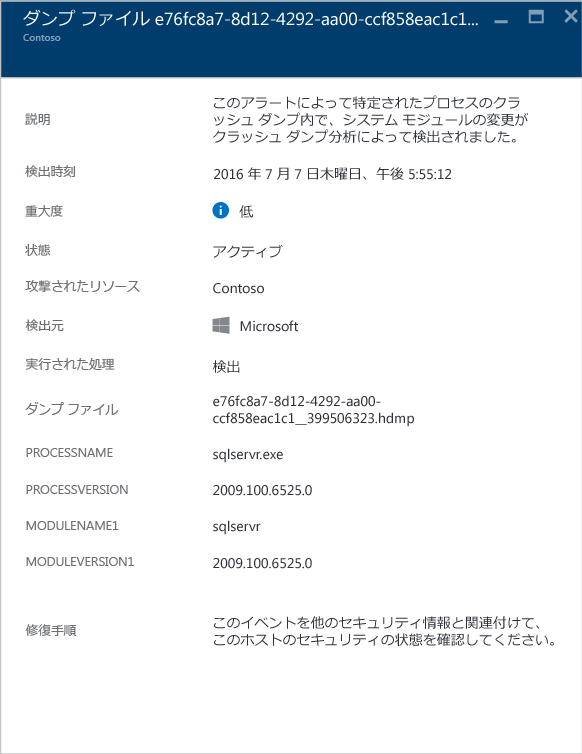 ダンプ ファイル e76fc8a7-8d12-4292-aa00-ccf858eac1c1...
Contoso
説明
このアラートによって特定されたプロセスのクラ
ッシュ ダンプ内で、システム モジュールの変更が
クラッシュ ダンプ分析によって検出されました。
検出時刻
2016 年 7 月 7 日木曜日、午後 5:55:12
重大度
低
状態
アクティブ
攻撃されたリソース
Contoso
検出元
Microsoft
実行された処理
検出
ダンプ ファイル
e76fc8a7-8d12-4292-aa00-
ccf858eac1c1__399506323.hdmp
PROCESSNAME
sqlservr.exe
PROCESSVERSION
2009.100.6525.0
MODULENAME1
sqlservr
MODULEVERSION1
2009.100.6525.0
修復手順
このイベントを他のセキュリティ情報と関連付けて、
このホストのセキュリティの状態を確認してください。